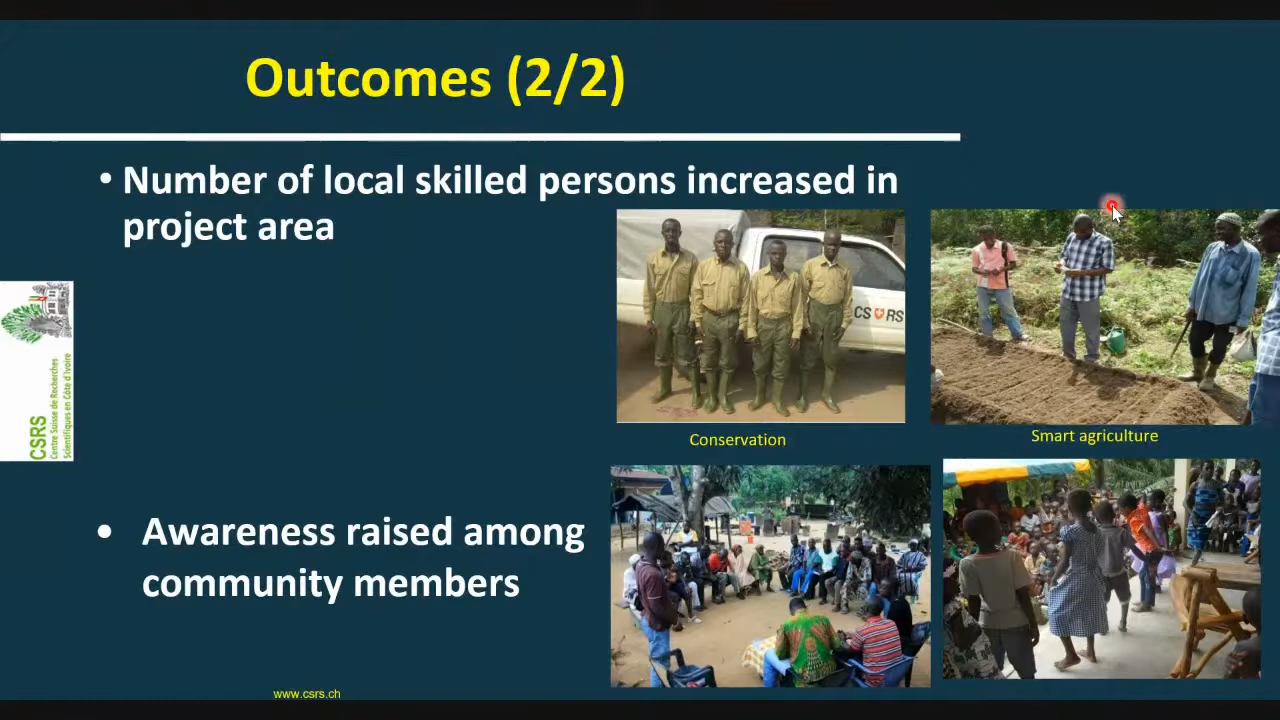 Outcomes (2/2)
• Number of local skilled persons increased in
project area
CS RS
Conservation
Smart agriculture
CSRS
Centre Suisse de Recherches
Scientifiques en Côte d'Ivoire
• Awareness raised among
community members
www.csrs.ch